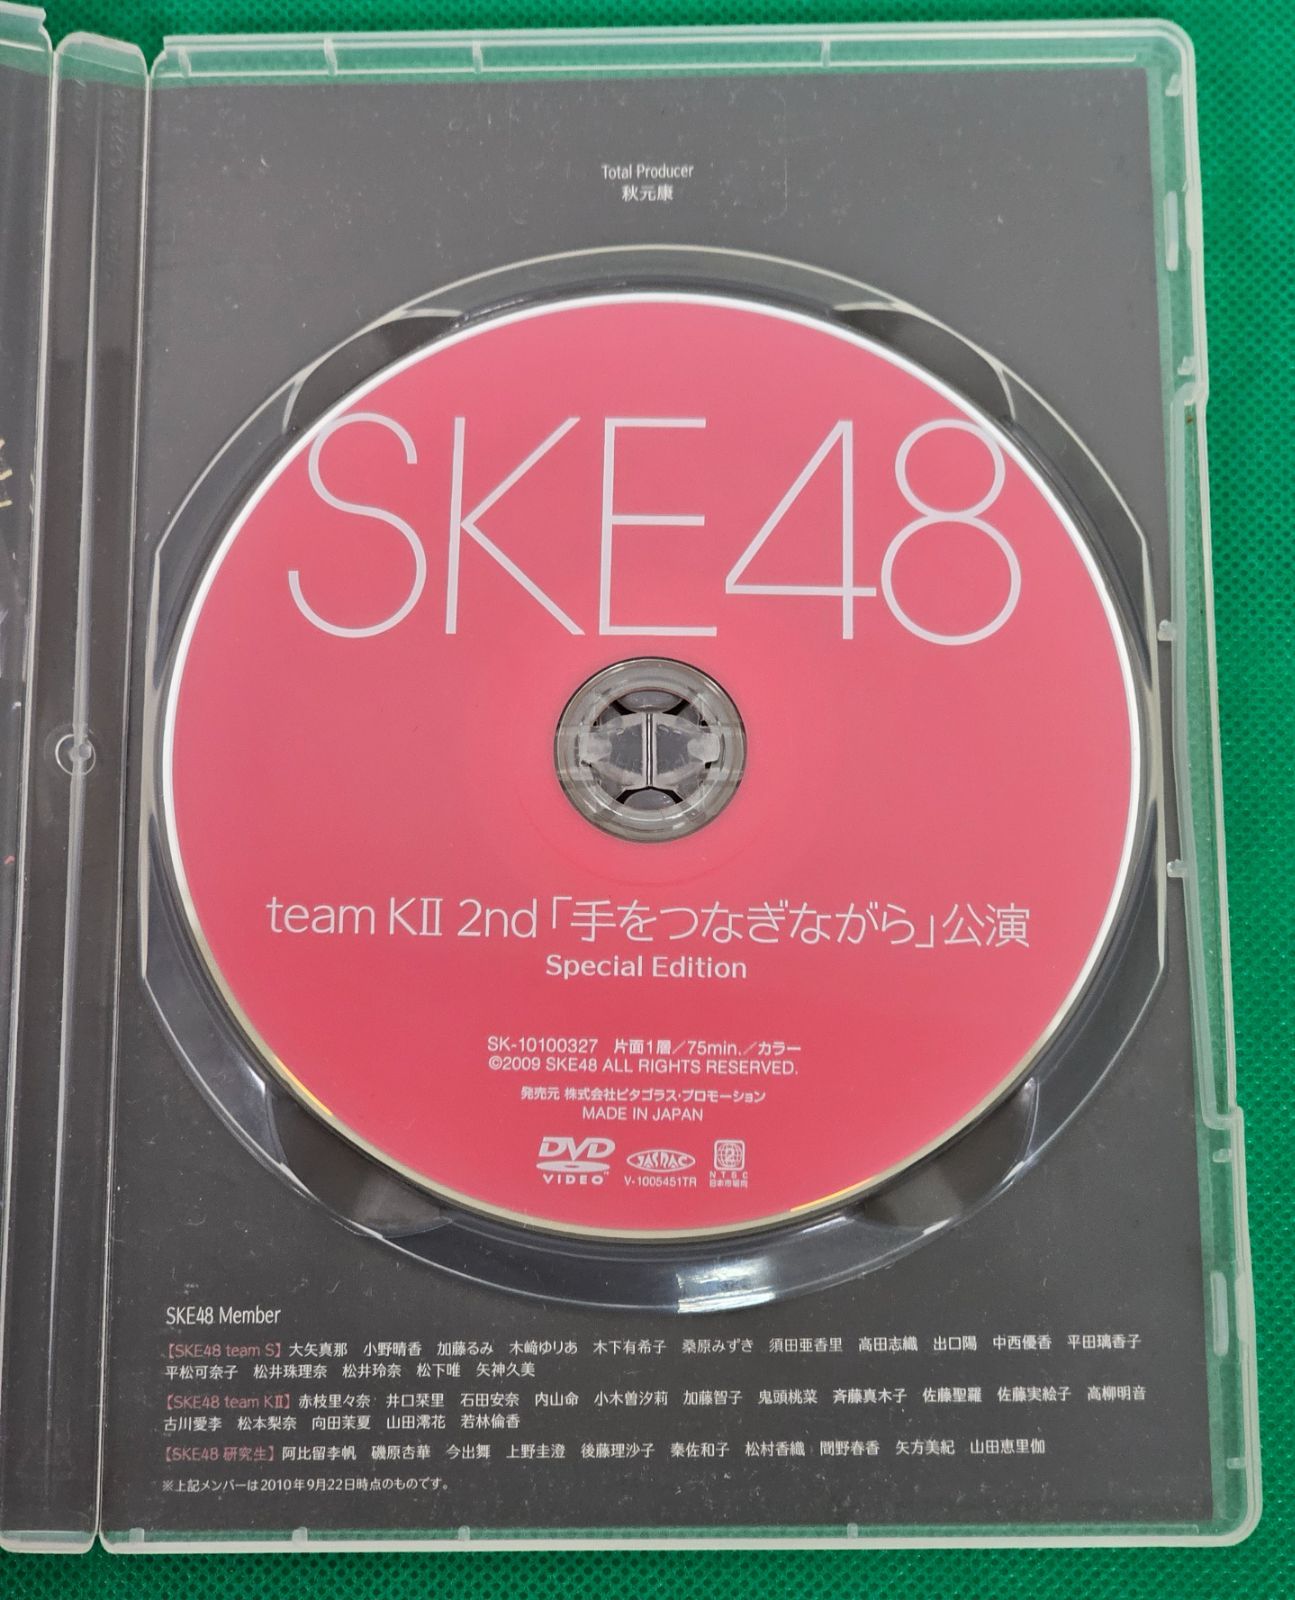 Total Producer
秋元康
SKE48
team KⅡ 2nd「手をつなぎながら」公演
Special Edition
SK-10100327 片面1層／75min.／カラー
©2009 SKE48 ALL RIGHTS RESERVED.
発売元 株式会社ピタゴラス・プロモーション
MADE IN JAPAN
DVD
VIDEO
JASRAC
V-1005451TR
2
NTSC
日本市場向
SKE48 Member
【SKE48 team S】大矢真那 小野晴香 加藤るみ 木﨑ゆりあ 木下有希子 桑原みずき 須田亜香里 高田志織 出口陽 中西優香 平田璃香子
平松可奈子 松井珠理奈 松井玲奈 松下唯 矢神久美
【SKE48 team KⅡ】赤枝里々奈 井口栞里 石田安奈 内山命 小木曽汐莉 加藤智子 鬼頭桃菜 斉藤真木子 佐藤聖羅 佐藤実絵子 高柳明音
古川愛李 松本梨奈 向田茉夏 山田澪花 若林倫香
【SKE48 研究生】阿比留李帆 磯原杏華 今出舞 上野圭澄 後藤理沙子 秦佐和子 松村香織 間野春香 矢方美紀 山田恵里伽
※上記メンバーは2010年9月22日時点のものです。